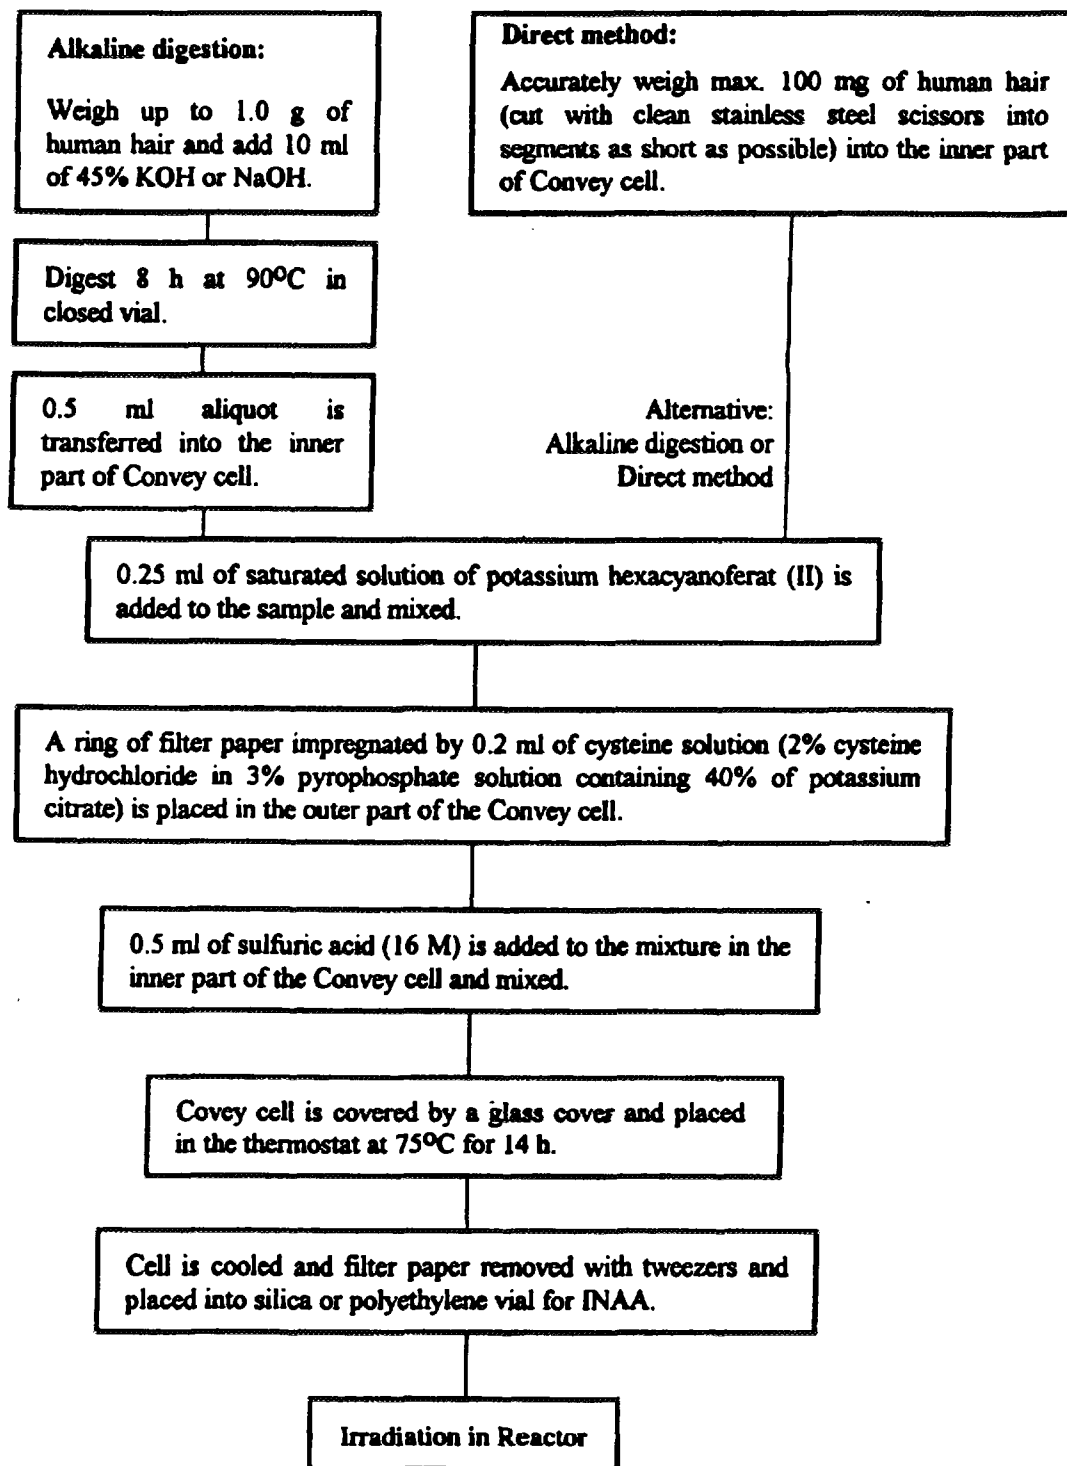 Alkaline digestion:
Weigh up to 1.0 g of
human hair and add 10 ml
of 45% KOH or NaOH.
Direct method:
Accurately weigh max. 100 mg of human hair
(cut with clean stainless steel scissors into
segments as short as possible) into the inner part
of Convey cell.
Digest 8 h at 90°C in
closed vial.
0.5 ml aliquot is
transferred into the inner
part of Convey cell.
Alternative:
Alkaline digestion or
Direct method
0.25 ml of saturated solution of potassium hexacyanoferat (II) is
added to the sample and mixed.
A ring of filter paper impregnated by 0.2 ml of cysteine solution (2% cysteine
hydrochloride in 3% pyrophosphate solution containing 40% of potassium
citrate) is placed in the outer part of the Convey cell.
0.5 ml of sulfuric acid (16 M) is added to the mixture in the
inner part of the Convey cell and mixed.
Covey cell is covered by a glass cover and placed
in the thermostat at 75°C for 14 h.
Cell is cooled and filter paper removed with tweezers and
placed into silica or polyethylene vial for INAA.
Irradiation in Reactor